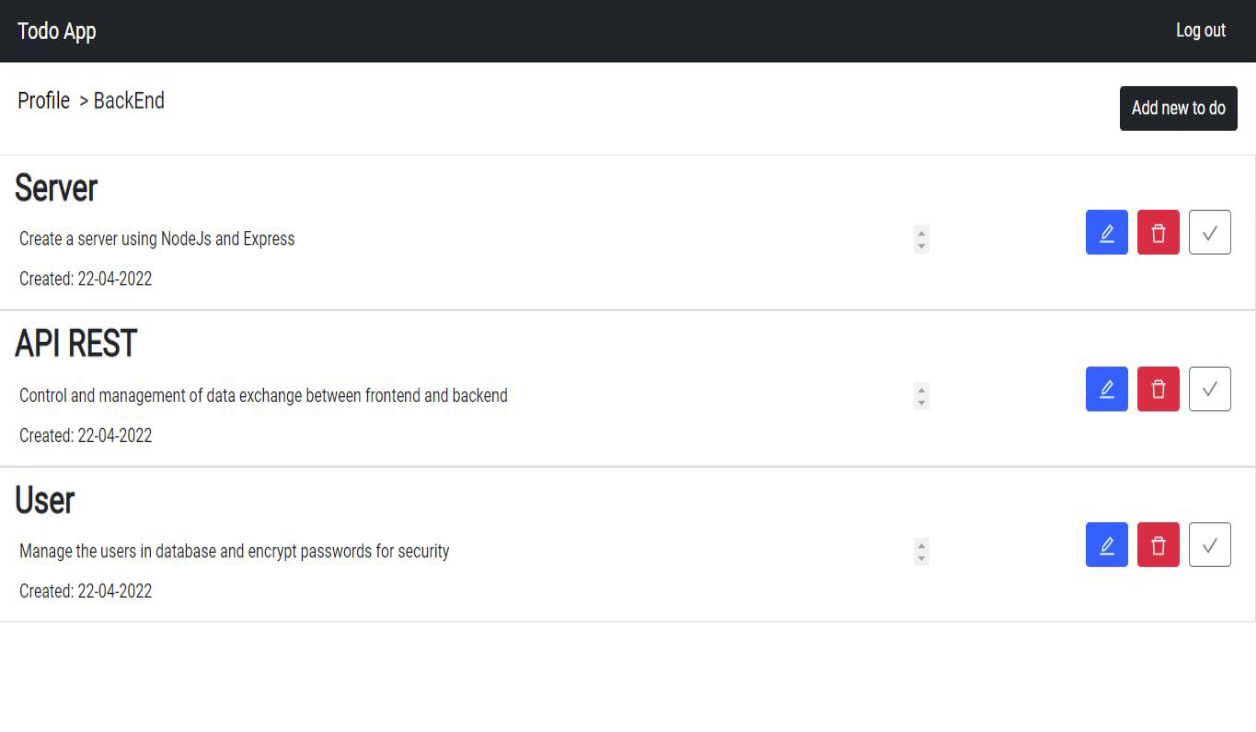 Todo App
Log out
Profile > BackEnd
Add new to do
Server
Create a server using NodeJs and Express
Created: 22-04-2022
API REST
Control and management of data exchange between frontend and backend
Created: 22-04-2022
User
Manage the users in database and encrypt passwords for security
Created: 22-04-2022